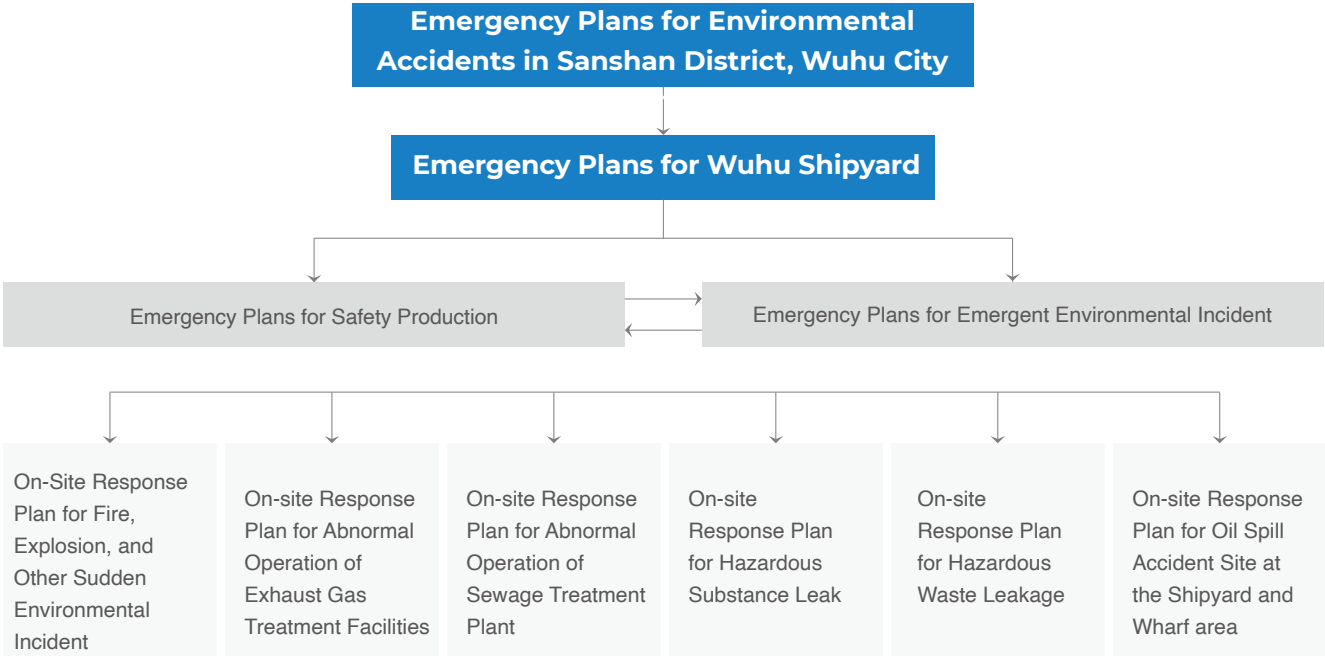 Emergency Plans for Environmental
Accidents in Sanshan District, Wuhu City
Emergency Plans for Wuhu Shipyard
Emergency Plans for Safety Production
Emergency Plans for Emergent Environmental Incident
On-Site Response
Plan for Fire,
Explosion, and
Other Sudden
Environmental
Incident
On-site Response
Plan for Abnormal
Operation of
Exhaust Gas
Treatment Facilities
On-site Response
Plan for Abnormal
Operation of
Sewage Treatment
Plant
On-site
Response Plan
for Hazardous
Substance Leak
On-site
Response Plan
for Hazardous
Waste Leakage
On-site Response
Plan for Oil Spill
Accident Site at
the Shipyard and
Wharf area